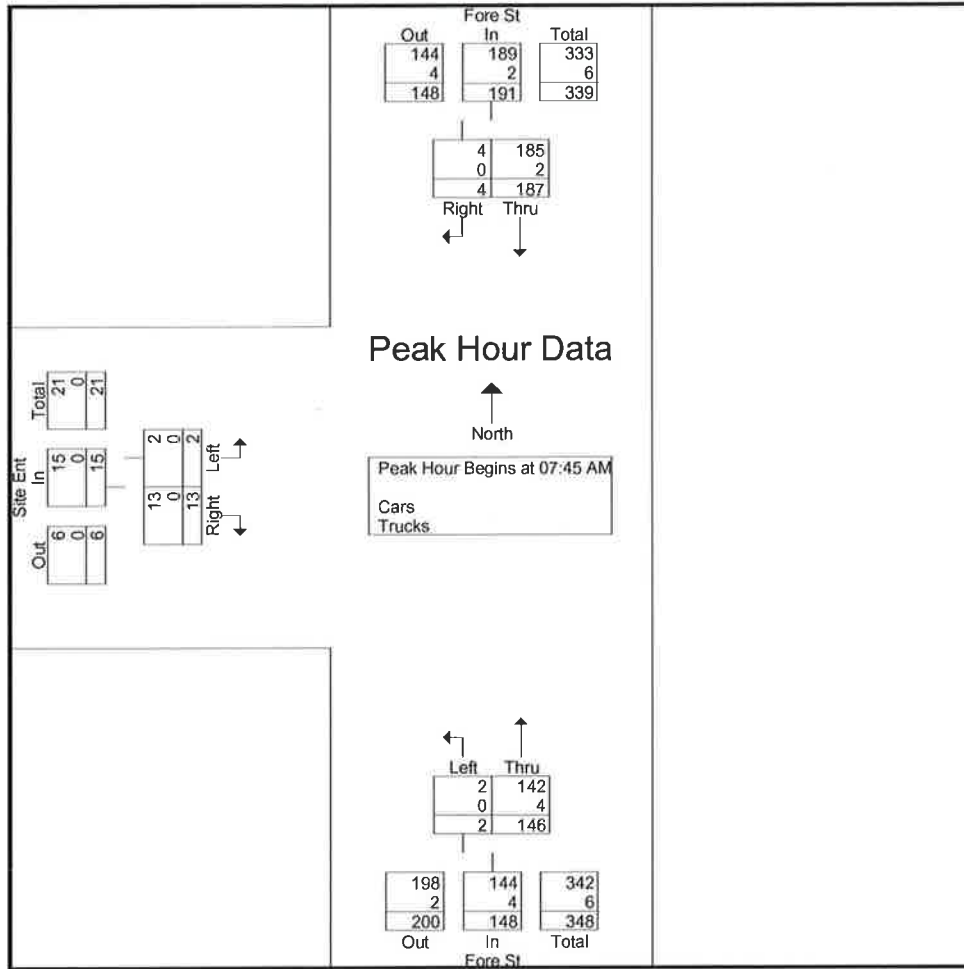 Fore St
Out In Total
144 189 333
4 2 6
148 191 339
4 185
0 2
4 187
Right Thru
Peak Hour Data
North
Peak Hour Begins at 07:45 AM
Cars
Trucks
Site Ent
Out In Total
6 15 21
0 0 0
6 15 21
13 2
0 0
13 2
Right Left
Left Thru
2 142
0 4
2 146
198 144 342
2 4 6
200 148 348
Out In Total
Fore St